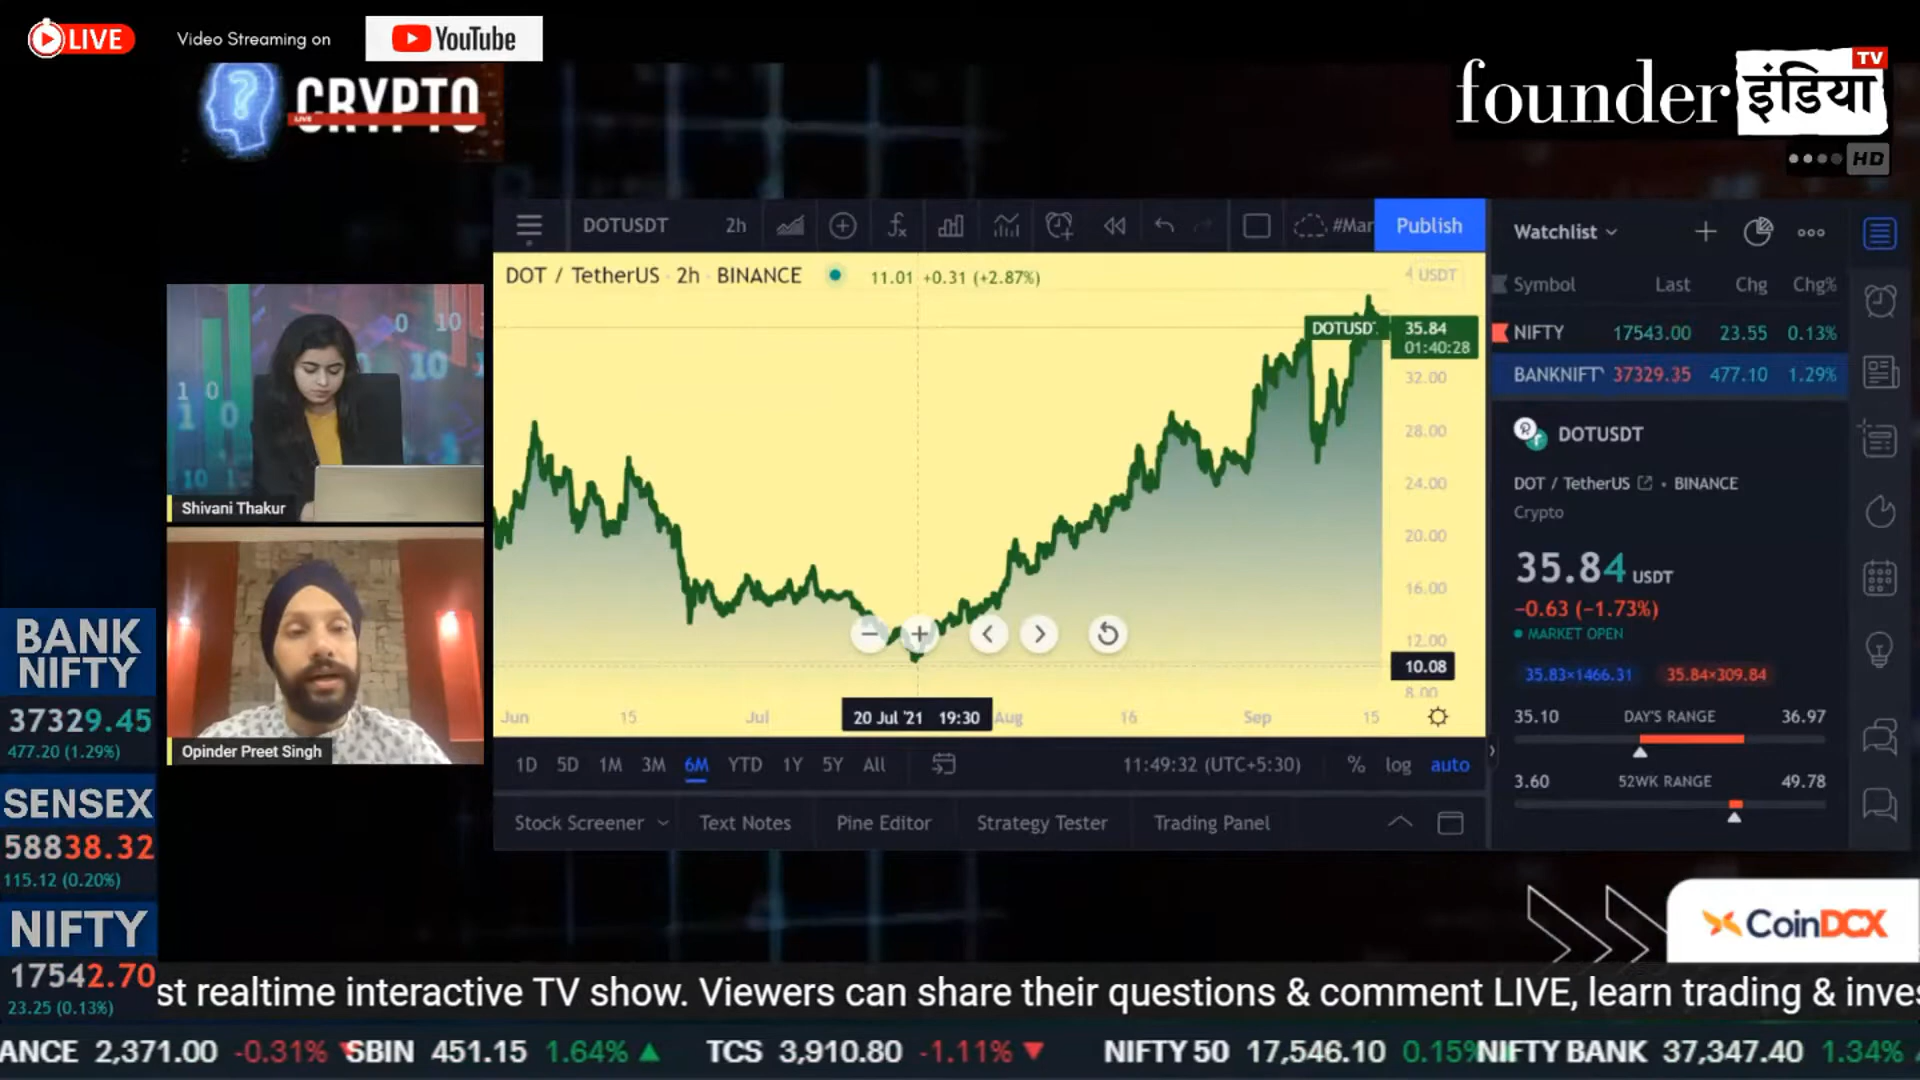 LIVE
Video Streaming on
YouTube
CRYPTO
LIVE
founder इंडिया
TV
HD
DOTUSDT 2h #Mar Publish
DOT / TetherUS · 2h · BINANCE 11.01 +0.31 (+2.87%)
USDT
DOTUSD 35.84
01:40:28
32.00
28.00
24.00
20.00
16.00
12.00
10.08
8.00
Jun 15 Jul 20 Jul '21 19:30 Aug 16 Sep 15
1D 5D 1M 3M 6M YTD 1Y 5Y All 11:49:32 (UTC+5:30) % log auto
Stock Screener Text Notes Pine Editor Strategy Tester Trading Panel
Watchlist
Symbol Last Chg Chg%
NIFTY 17543.00 23.55 0.13%
BANKNIFT 37329.35 477.10 1.29%
DOTUSDT
DOT / TetherUS • BINANCE
Crypto
35.84 USDT
−0.63 (−1.73%)
MARKET OPEN
35.83×1466.31 35.84×309.84
35.10 DAY'S RANGE 36.97
3.60 52WK RANGE 49.78
1 0
1 0
10
0 10
10
Shivani Thakur
Opinder Preet Singh
BANK
NIFTY
37329.45
477.20 (1.29%)
SENSEX
58838.32
115.12 (0.20%)
NIFTY
17542.70
23.25 (0.13%)
CoinDCX
st realtime interactive TV show. Viewers can share their questions & comment LIVE, learn trading & inves
ANCE 2,371.00 -0.31% SBIN 451.15 1.64% TCS 3,910.80 -1.11% NIFTY 50 17,546.10 0.15% NIFTY BANK 37,347.40 1.34%